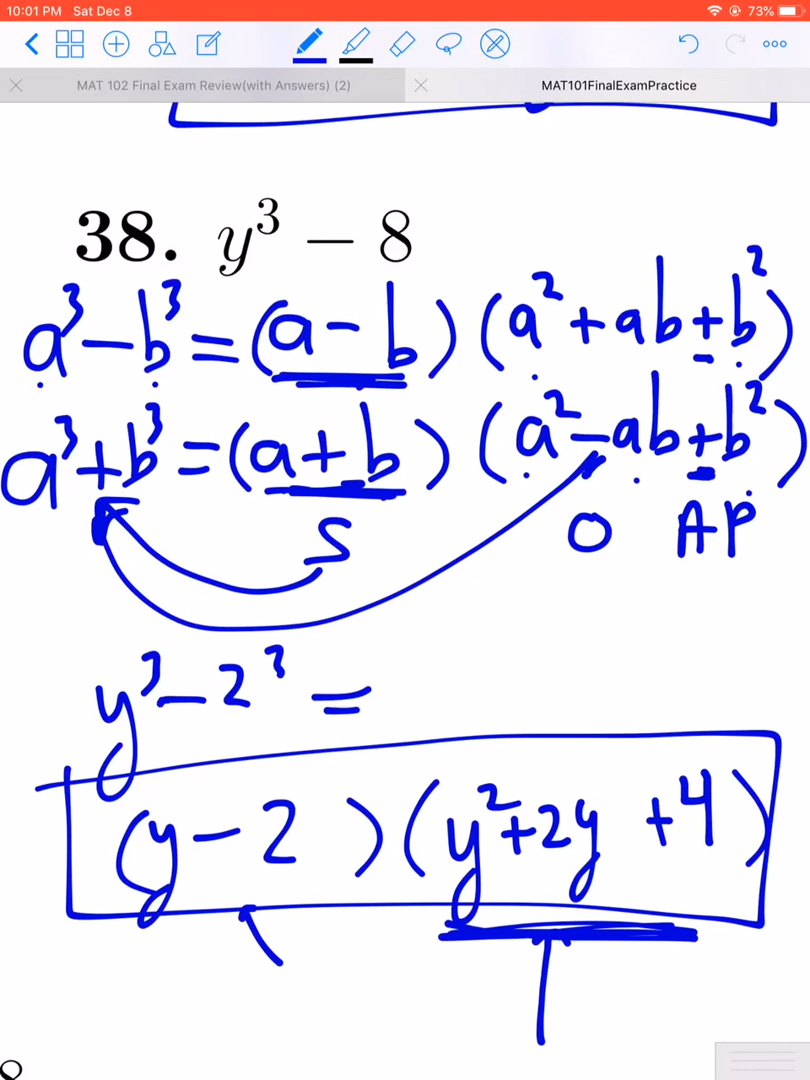 10:01 PM Sat Dec 8 73%
MAT 102 Final Exam Review(with Answers) (2) MAT101FinalExamPractice
38. y³ − 8
a³ − b³ = (a − b) (a² + ab + b²)
a³ + b³ = (a + b) (a² − ab + b²)
S O AP
y³ − 2³ =
(y − 2) (y² + 2y + 4)